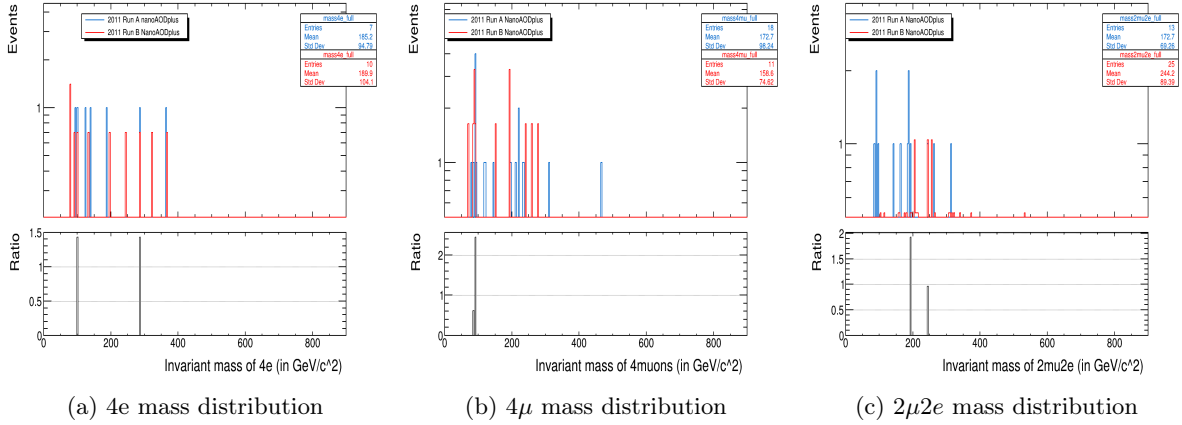 Events
2011 Run A NanoAODplus
2011 Run B NanoAODplus
mass4e_full
Entries 7
Mean 185.2
Std Dev 94.79
mass4e_full
Entries 10
Mean 189.9
Std Dev 104.1
1
Ratio
1.5
1
0.5
0
0 200 400 600 800
Invariant mass of 4e (in GeV/c^2)
(a) 4e mass distribution
Events
2011 Run A NanoAODplus
2011 Run B NanoAODplus
mass4mu_full
Entries 18
Mean 172.7
Std Dev 98.24
mass4mu_full
Entries 11
Mean 158.6
Std Dev 74.62
1
Ratio
2
1
0
0 200 400 600 800
Invariant mass of 4muons (in GeV/c^2)
(b) 4μ mass distribution
Events
2011 Run A NanoAODplus
2011 Run B NanoAODplus
mass2mu2e_full
Entries 13
Mean 172.7
Std Dev 69.26
mass2mu2e_full
Entries 25
Mean 244.2
Std Dev 89.39
1
Ratio
2
1.5
1
0.5
0
0 200 400 600 800
Invariant mass of 2mu2e (in GeV/c^2)
(c) 2μ2e mass distribution